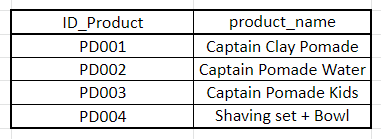 ID_Product product_name
PD001 Captain Clay Pomade
PD002 Captain Pomade Water
PD003 Captain Pomade Kids
PD004 Shaving set + Bowl